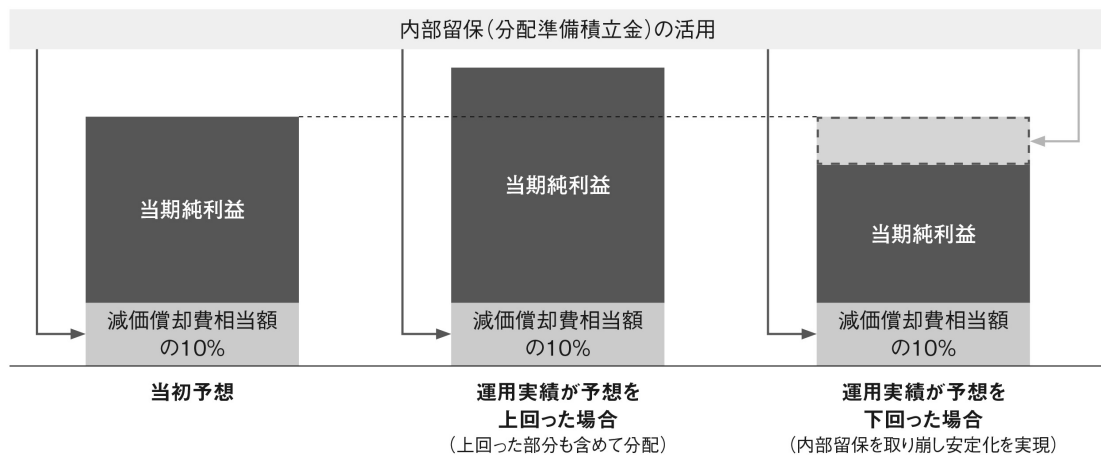 内部留保（分配準備積立金）の活用
当期純利益
減価償却費相当額
の10%
当初予想
当期純利益
減価償却費相当額
の10%
運用実績が予想を
上回った場合
（上回った部分も含めて分配）
当期純利益
減価償却費相当額
の10%
運用実績が予想を
下回った場合
（内部留保を取り崩し安定化を実現）